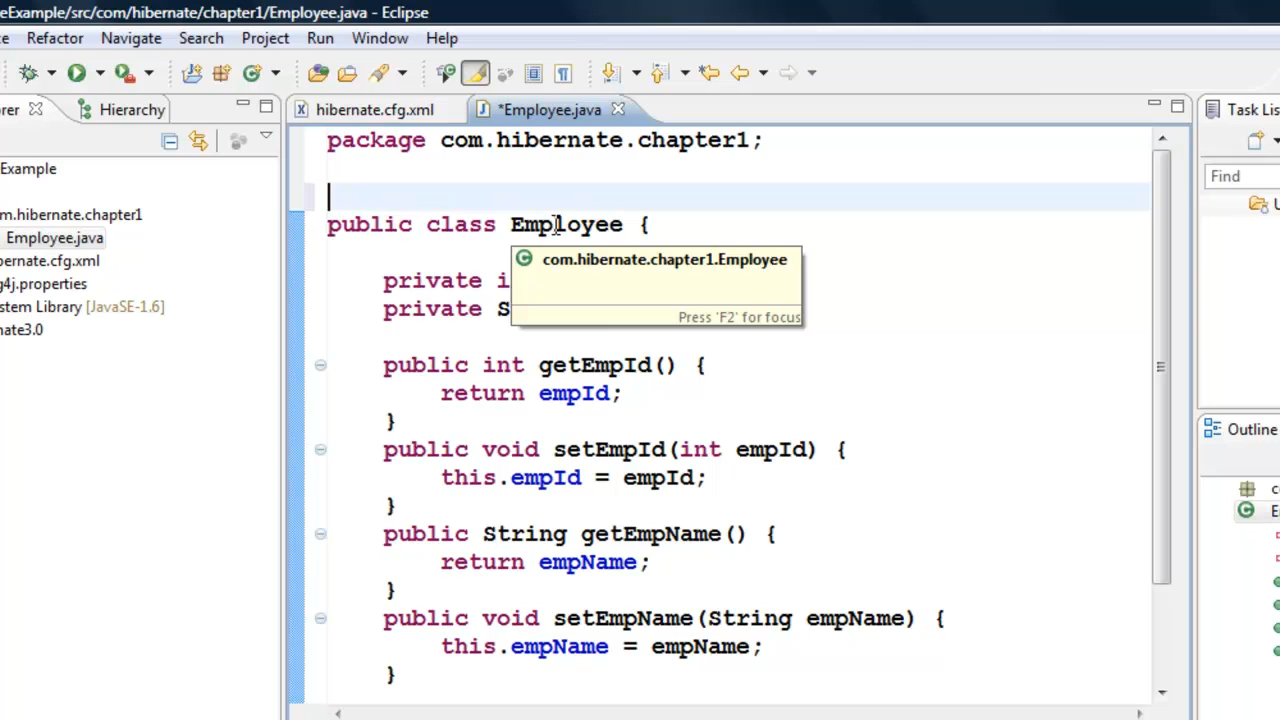 eExample/src/com/hibernate/chapter1/Employee.java - Eclipse
Refactor Navigate Search Project Run Window Help
Hierarchy
hibernate.cfg.xml
*Employee.java
Task Lis
Find
Example
m.hibernate.chapter1
Employee.java
ernate.cfg.xml
g4j.properties
stem Library [JavaSE-1.6]
nate3.0
package com.hibernate.chapter1;
public class Employee {
com.hibernate.chapter1.Employee
Press 'F2' for focus
private i
private S
public int getEmpId() {
return empId;
}
public void setEmpId(int empId) {
this.empId = empId;
}
public String getEmpName() {
return empName;
}
public void setEmpName(String empName) {
this.empName = empName;
}
Outline